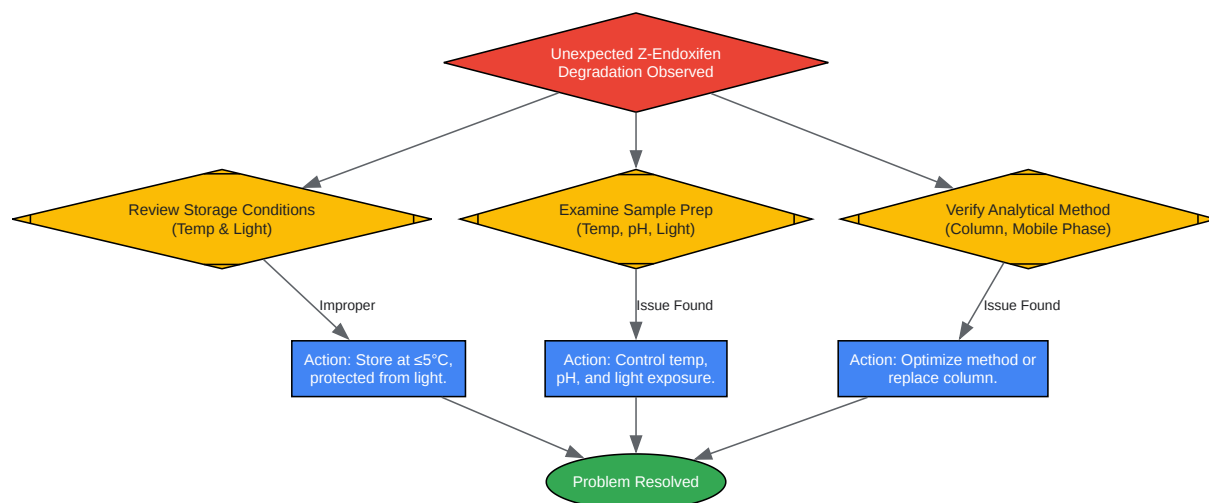 Unexpected Z-Endoxifen
Degradation Observed
Review Storage Conditions
(Temp & Light)
Examine Sample Prep
(Temp, pH, Light)
Verify Analytical Method
(Column, Mobile Phase)
Improper
Issue Found
Issue Found
Action: Store at ≤5°C,
protected from light.
Action: Control temp,
pH, and light exposure.
Action: Optimize method or
replace column.
Problem Resolved